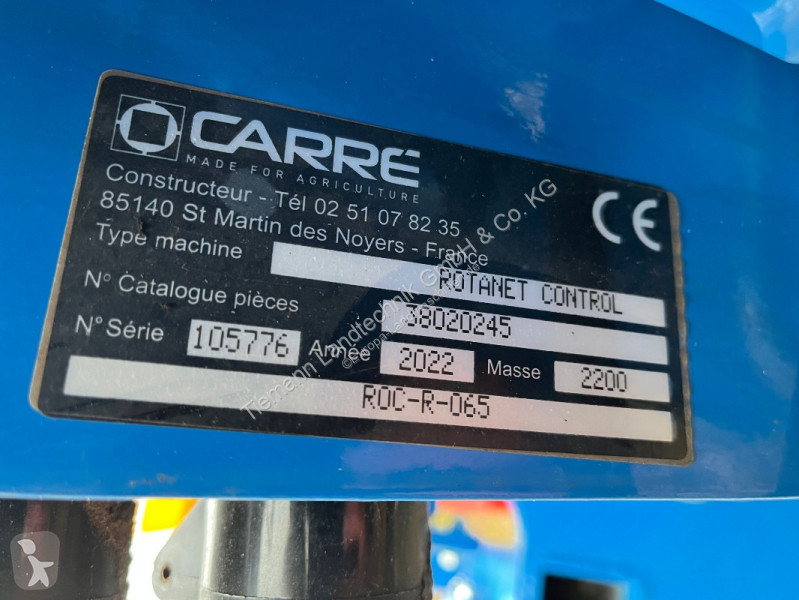 CARRÉ
MADE FOR AGRICULTURE
CE
Constructeur - Tél 02 51 07 82 35
85140 St Martin des Noyers - France
Type machine ROTANET CONTROL
N° Catalogue pièces 38020245
N° Série 105776 Année 2022 Masse 2200
ROC-R-065
Tiemann Landtechnik GmbH & Co. KG